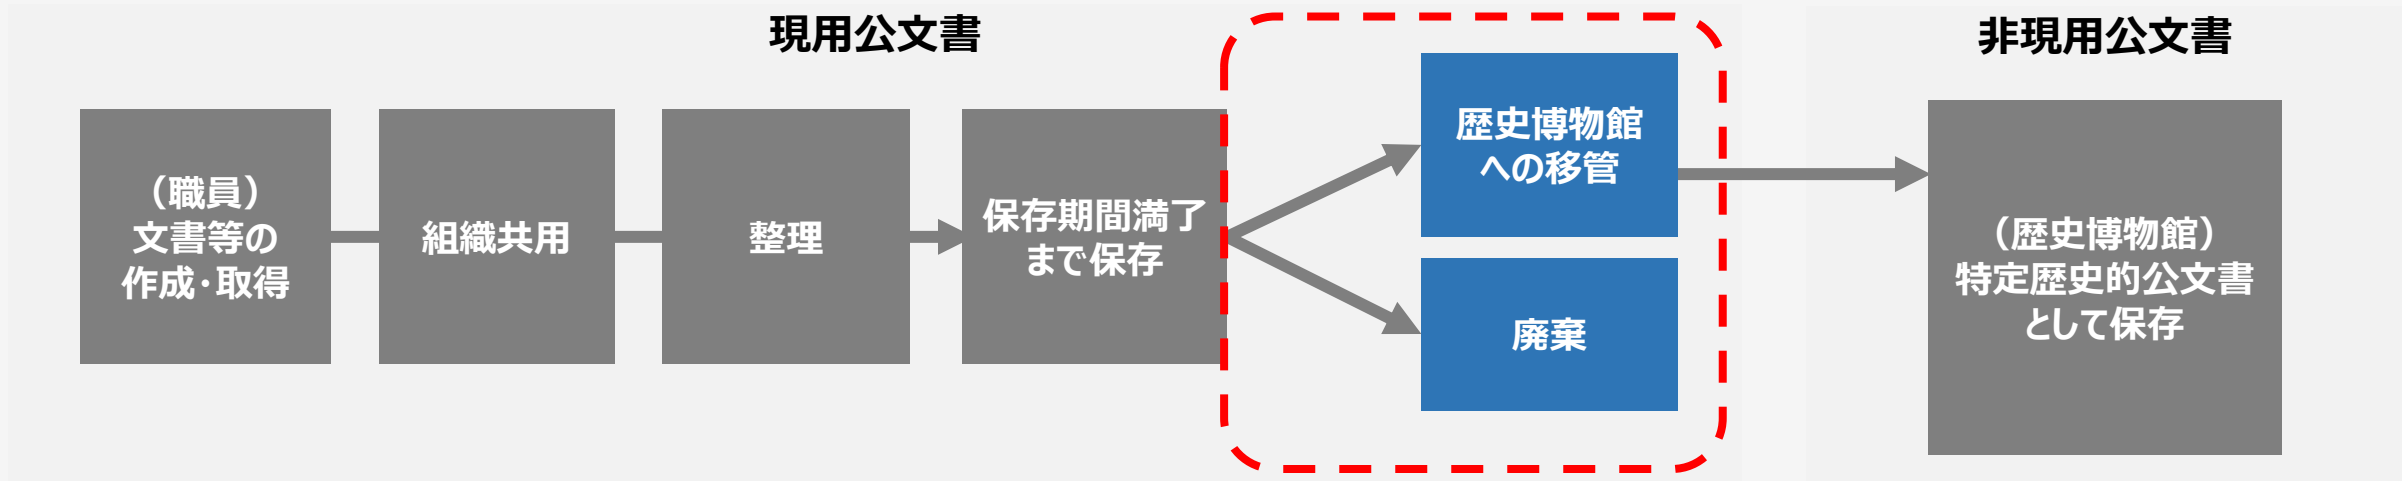 現用公文書
（職員）
文書等の
作成・取得
組織共用
整理
保存期間満了
まで保存
歴史博物館
への移管
廃棄
非現用公文書
（歴史博物館）
特定歴史的公文書
として保存